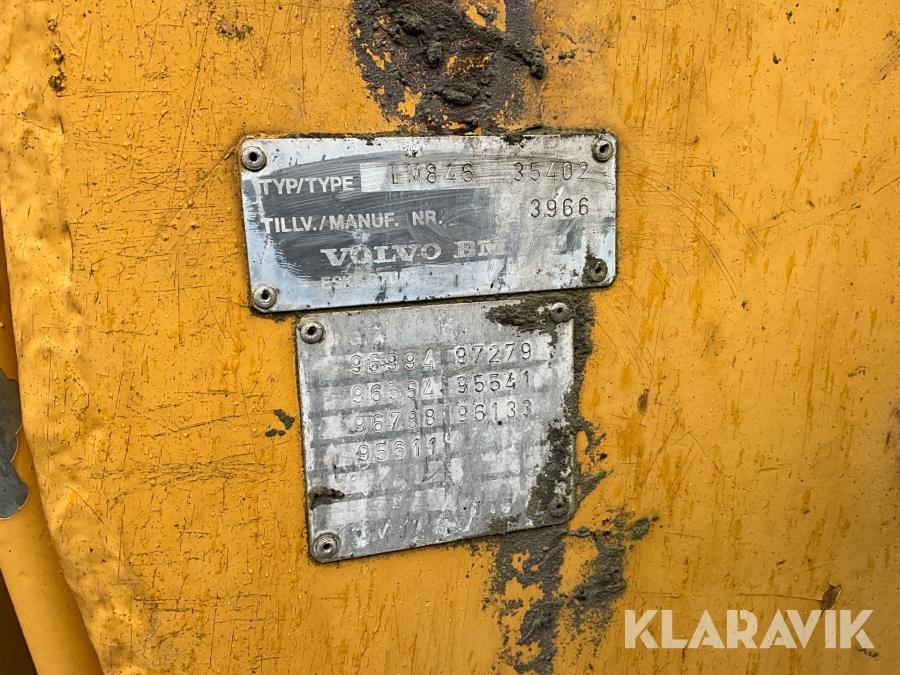 TYP/TYPE LM846 35402
TILLV./MANUF. NR. 3966
VOLVO BM
96994 97279
96554 95541
96788 96133
95611
KLARAVIK